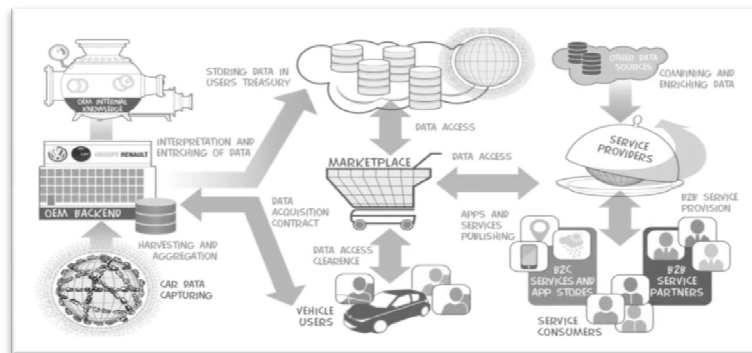 OEM INTERNAL
KNOWLEDGE
STORING DATA IN
USERS TREASURY
INTERPRETATION AND
ENTRCHING OF DATA
GROUPE RENAULT
OEM BACKEND
HARVESTING AND
AGGREGATION
CAR DATA
CAPTURING
DATA
ACQUISITION
CONTRACT
DATA ACCESS
MARKETPLACE
DATA ACCESS
DATA ACCESS
CLEARENCE
VEHICLE
USERS
APPS AND
SERVICES
PUBLISHING
OTHER DATA
SOURCES
COMBINING AND
ENRICHING DATA
SERVICE
PROVIDERS
B2B SERVICE
PROVISION
B2C
SERVICES AND
APP STORES
B2B
SERVICE
PARTNERS
SERVICE
CONSUMERS